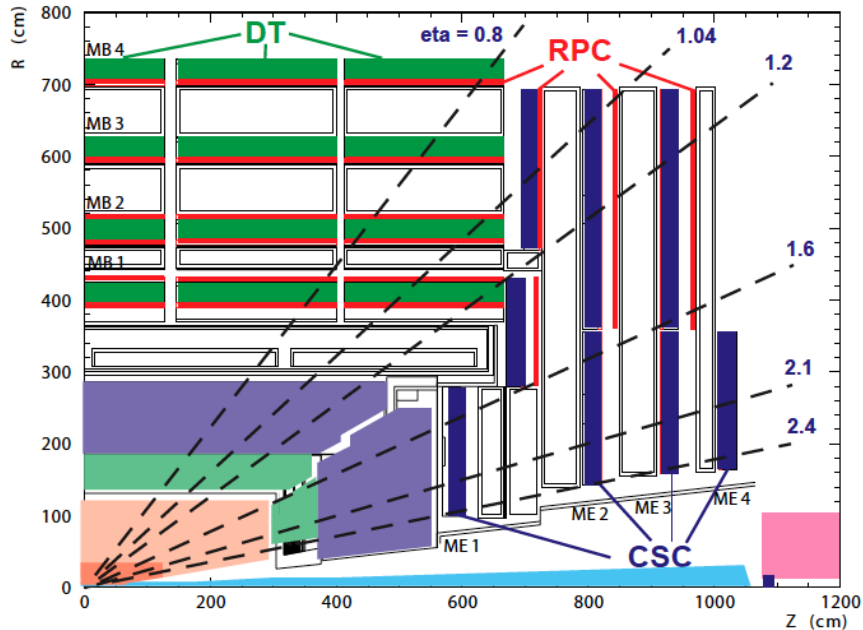 R (cm)
800
700
600
500
400
300
200
100
0
MB 4
MB 3
MB 2
MB 1
DT
eta = 0.8
1.04
RPC
1.2
1.6
2.1
2.4
ME 1
ME 2
ME 3
ME 4
CSC
0
200
400
600
800
1000
1200
Z (cm)